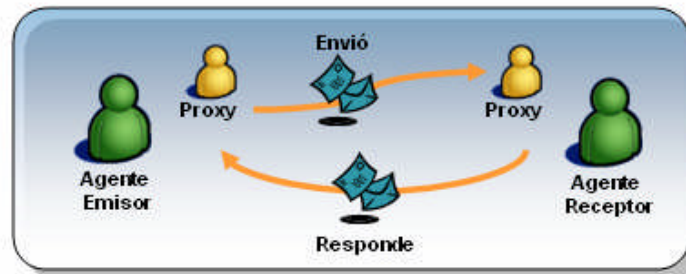 Envió
Proxy
Proxy
Agente
Emisor
Agente
Receptor
Responde